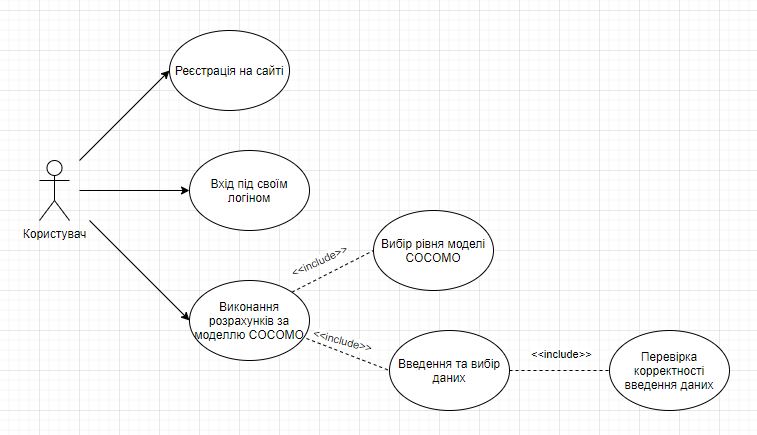 Реєстрація на сайті
Вхід під своїм
логіном
Користувач
Вибір рівня моделі
COCOMO
<<include>>
Виконання
розрахунків за
моделлю COCOMO
<<include>>
Введення та вибір
даних
<<include>>
Перевірка
корректності
введення даних